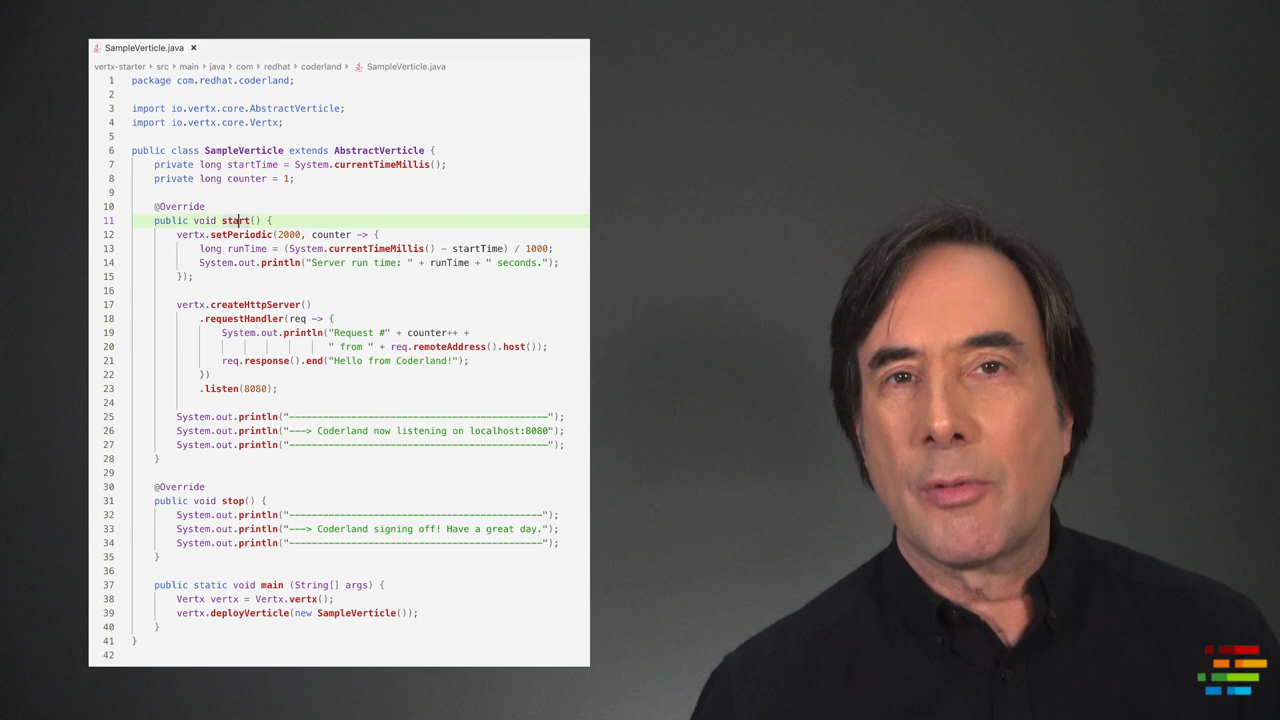 SampleVerticle.java ×
vertx-starter > src > main > java > com > redhat > coderland > SampleVerticle.java
1 package com.redhat.coderland;
2
3 import io.vertx.core.AbstractVerticle;
4 import io.vertx.core.Vertx;
5
6 public class SampleVerticle extends AbstractVerticle {
7 private long startTime = System.currentTimeMillis();
8 private long counter = 1;
9
10 @Override
11 public void start() {
12 vertx.setPeriodic(2000, counter -> {
13 long runTime = (System.currentTimeMillis() - startTime) / 1000;
14 System.out.println("Server run time: " + runTime + " seconds.");
15 });
16
17 vertx.createHttpServer()
18 .requestHandler(req -> {
19 System.out.println("Request #" + counter++ +
20 " from " + req.remoteAddress().host());
21 req.response().end("Hello from Coderland!");
22 })
23 .listen(8080);
24
25 System.out.println("----------------------------------------------");
26 System.out.println("---> Coderland now listening on localhost:8080");
27 System.out.println("----------------------------------------------");
28 }
29
30 @Override
31 public void stop() {
32 System.out.println("---------------------------------------------");
33 System.out.println("---> Coderland signing off! Have a great day.");
34 System.out.println("---------------------------------------------");
35 }
36
37 public static void main (String[] args) {
38 Vertx vertx = Vertx.vertx();
39 vertx.deployVerticle(new SampleVerticle());
40 }
41 }
42